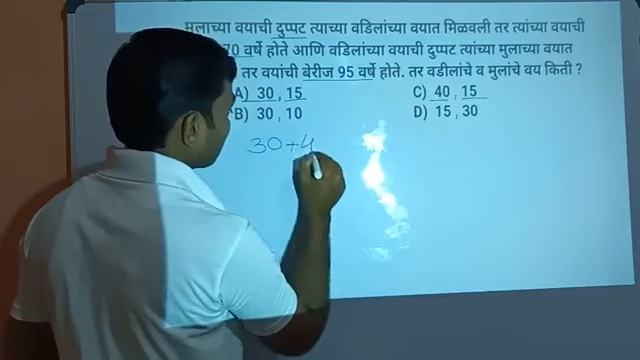 मुलाच्या वयाची दुप्पट त्याच्या वडिलांच्या वयात मिळवली तर त्यांच्या वयाची
70 वर्षे होते आणि वडिलांच्या वयाची दुप्पट त्यांच्या मुलाच्या वयात
तर वयांची बेरीज 95 वर्षे होते. तर वडीलांचे व मुलांचे वय किती ?
A) 30, 15
C) 40, 15
B) 30, 10
D) 15, 30
30+4